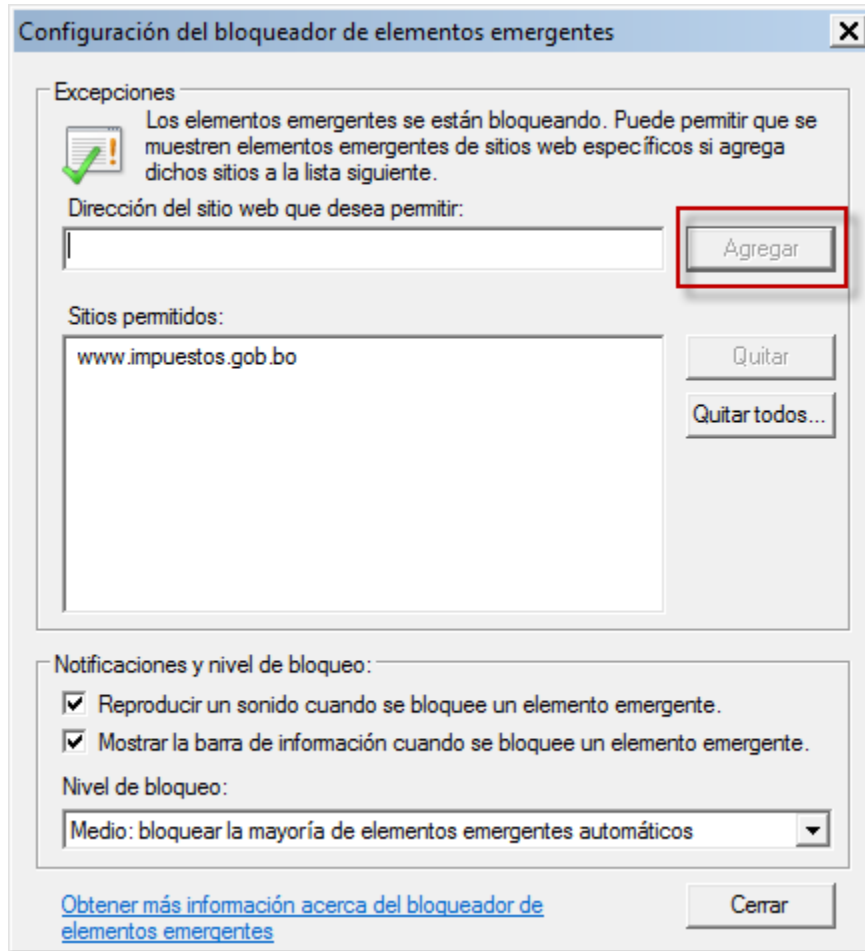 Configuración del bloqueador de elementos emergentes
Excepciones
Los elementos emergentes se están bloqueando. Puede permitir que se
muestren elementos emergentes de sitios web específicos si agrega
dichos sitios a la lista siguiente.
Dirección del sitio web que desea permitir:
Agregar
Sitios permitidos:
www.impuestos.gob.bo
Quitar
Quitar todos...
Notificaciones y nivel de bloqueo:
Reproducir un sonido cuando se bloquee un elemento emergente.
Mostrar la barra de información cuando se bloquee un elemento emergente.
Nivel de bloqueo:
Medio: bloquear la mayoría de elementos emergentes automáticos
Obtener más información acerca del bloqueador de
elementos emergentes
Cerrar